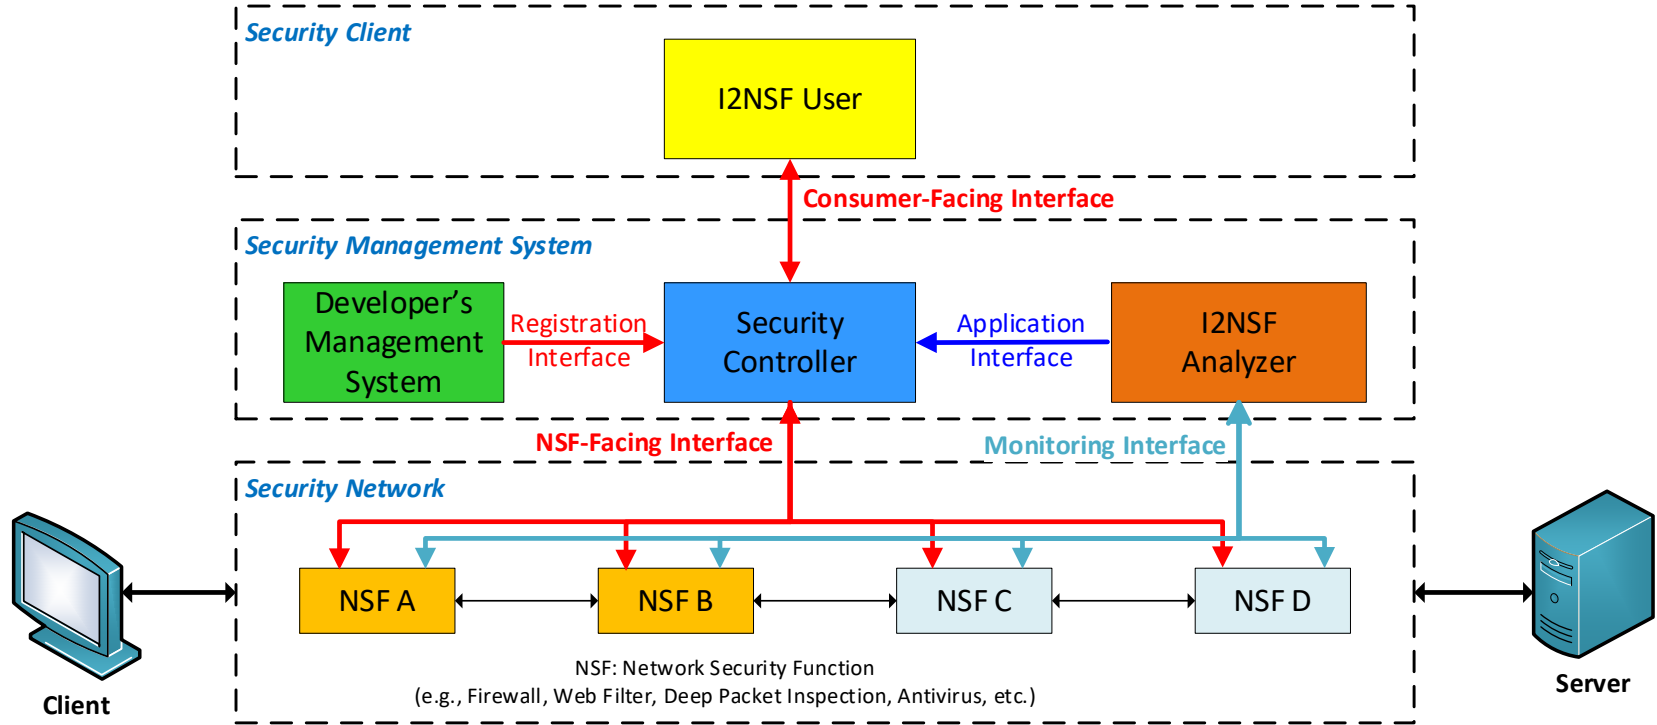 Security Client
I2NSF User
Consumer-Facing Interface
Security Management System
Developer's
Management
System
Registration
Interface
Security
Controller
Application
Interface
I2NSF
Analyzer
NSF-Facing Interface
Monitoring Interface
Security Network
NSF A
NSF B
NSF C
NSF D
NSF: Network Security Function
(e.g., Firewall, Web Filter, Deep Packet Inspection, Antivirus, etc.)
Client
Server